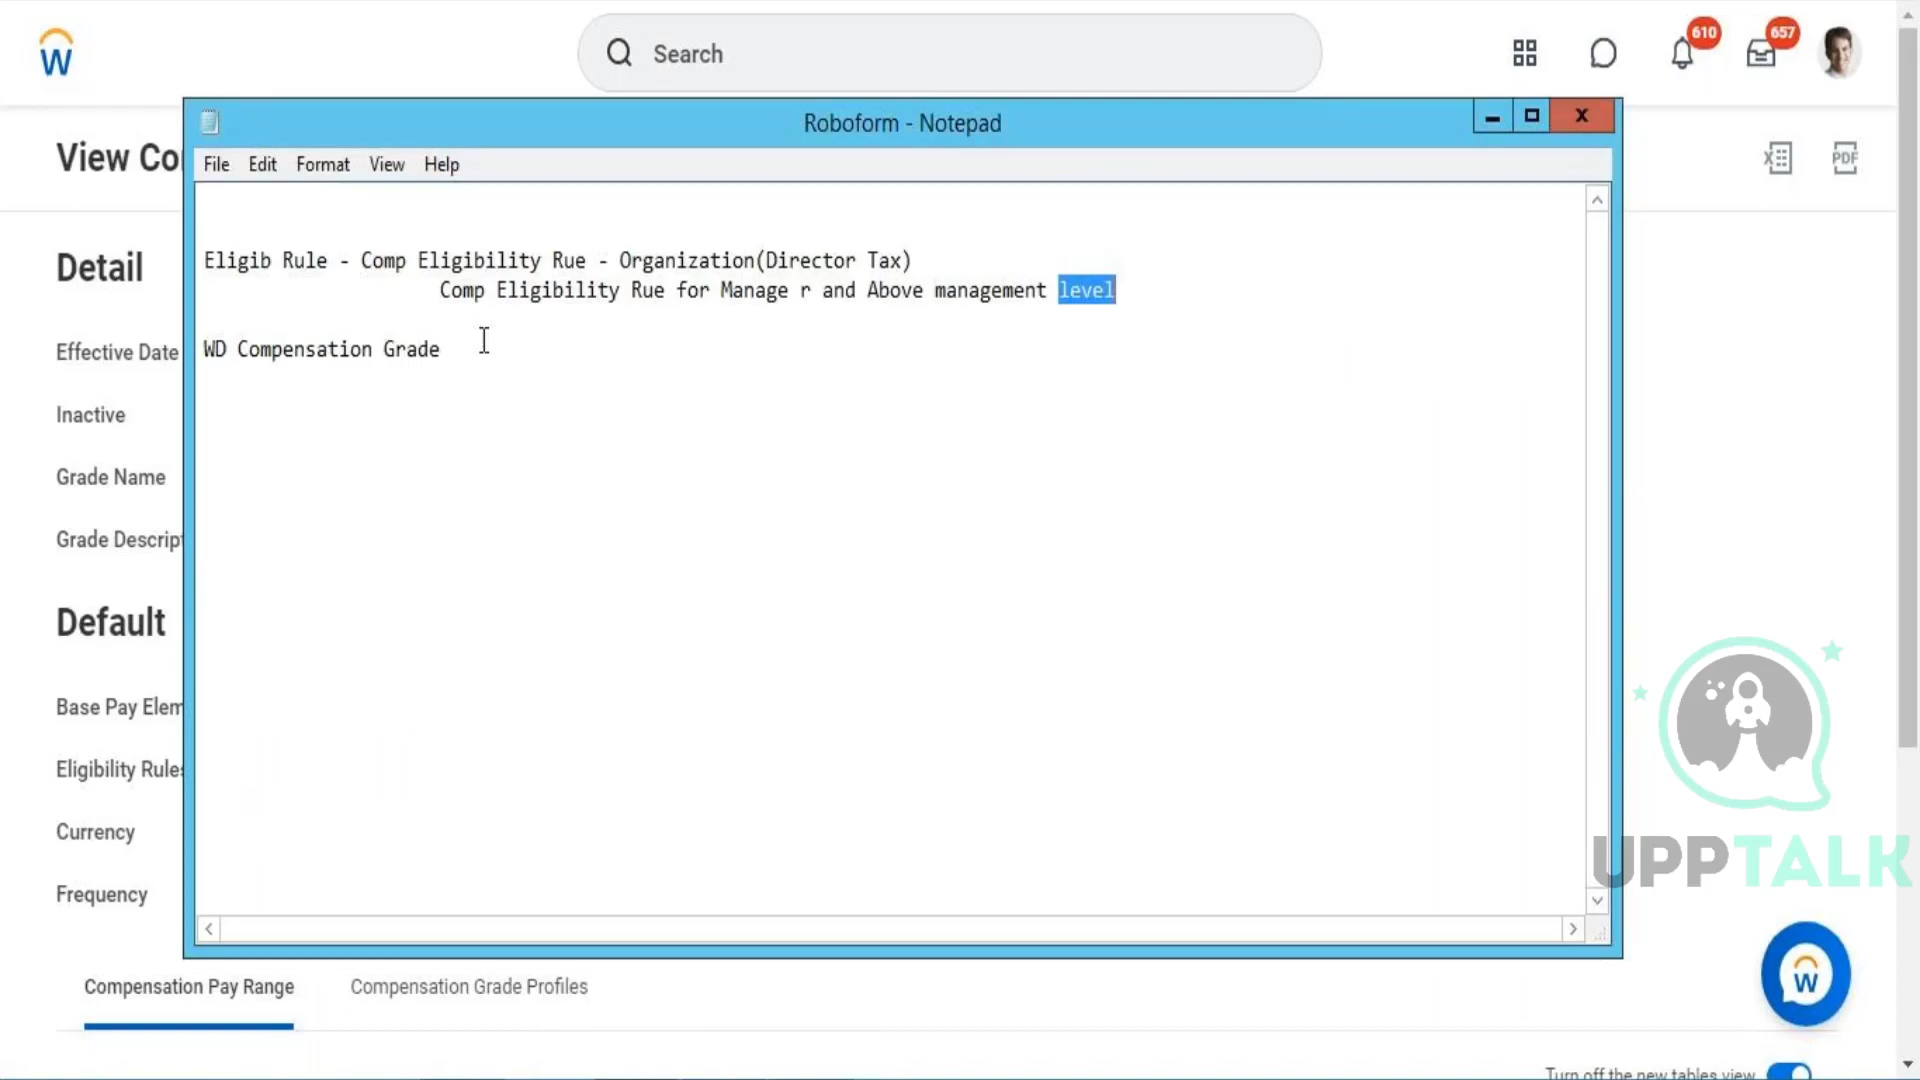 W
Search
610
657
View Co
X
PDF
Roboform - Notepad
X
File Edit Format View Help
Eligib Rule - Comp Eligibility Rue - Organization(Director Tax)
Comp Eligibility Rue for Manage r and Above management level
WD Compensation Grade
Detail
Effective Date
Inactive
Grade Name
Grade Descrip
Default
Base Pay Elem
Eligibility Rules
Currency
Frequency
UPPTALK
W
Compensation Pay Range Compensation Grade Profiles
Turn off the new tables view